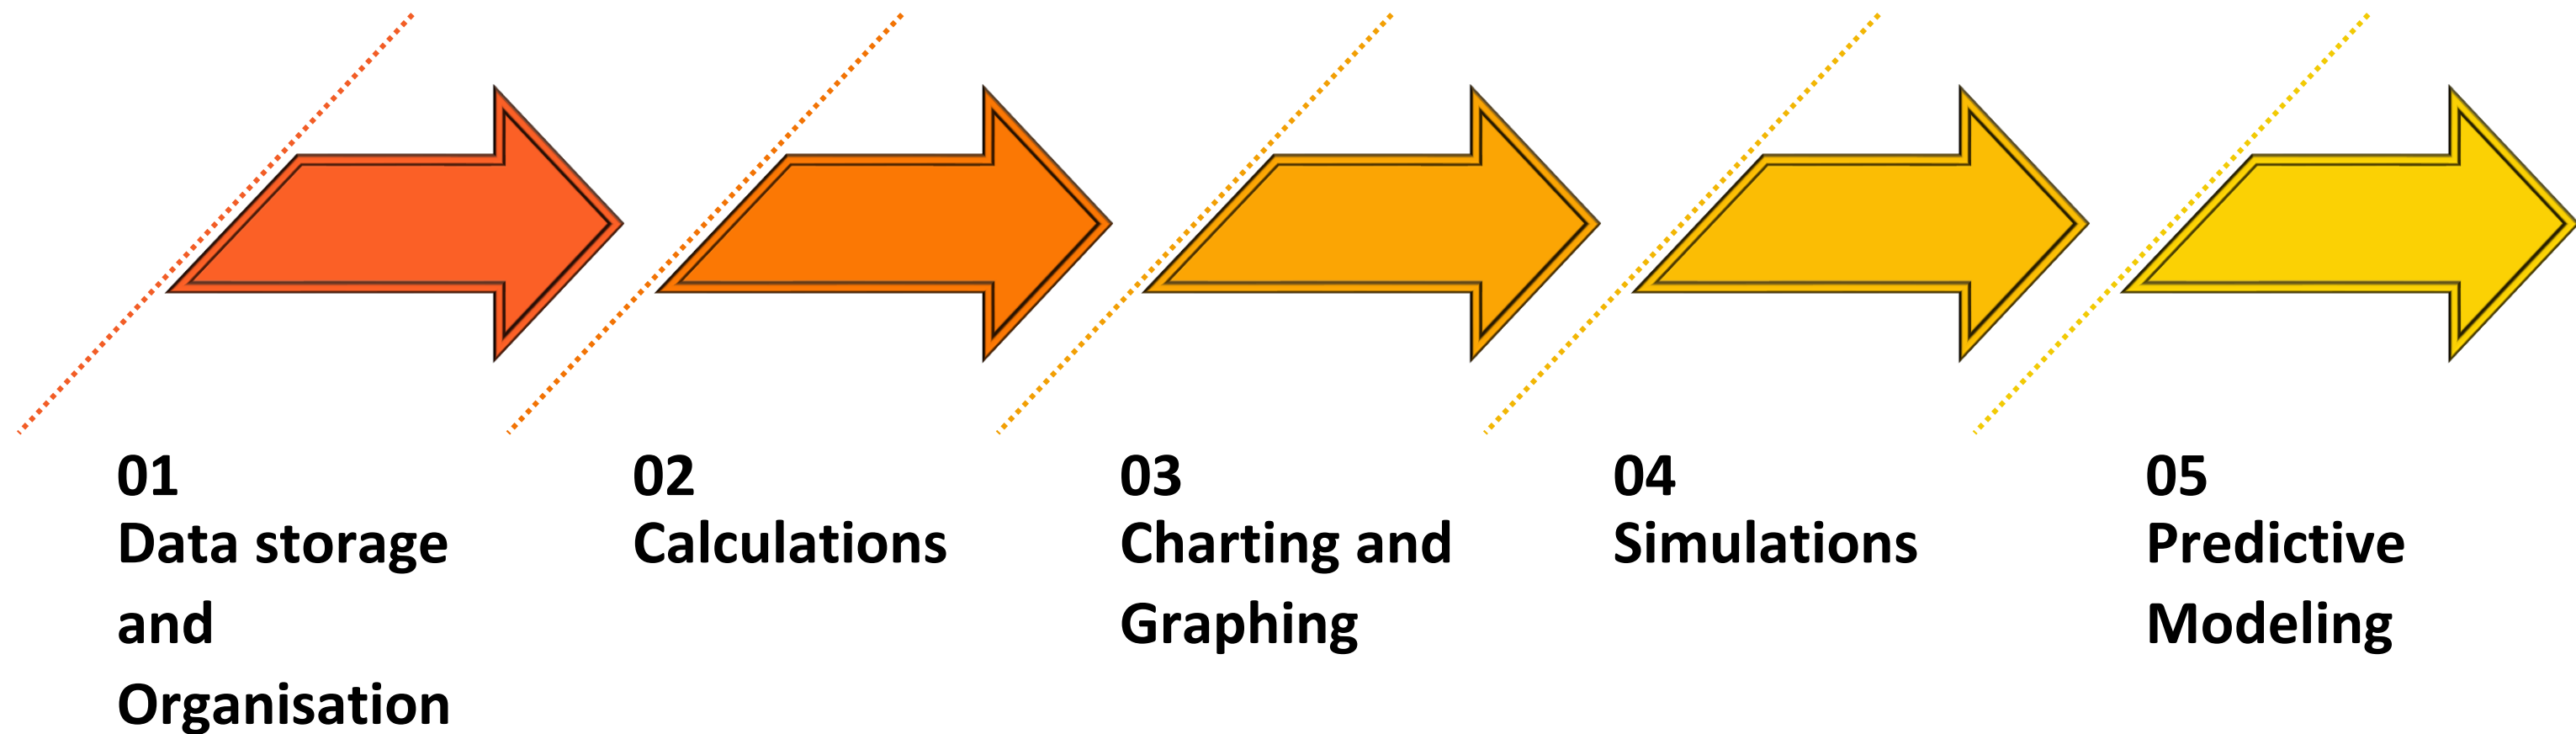 01
Data storage
and
Organisation
02
Calculations
03
Charting and
Graphing
04
Simulations
05
Predictive
Modeling